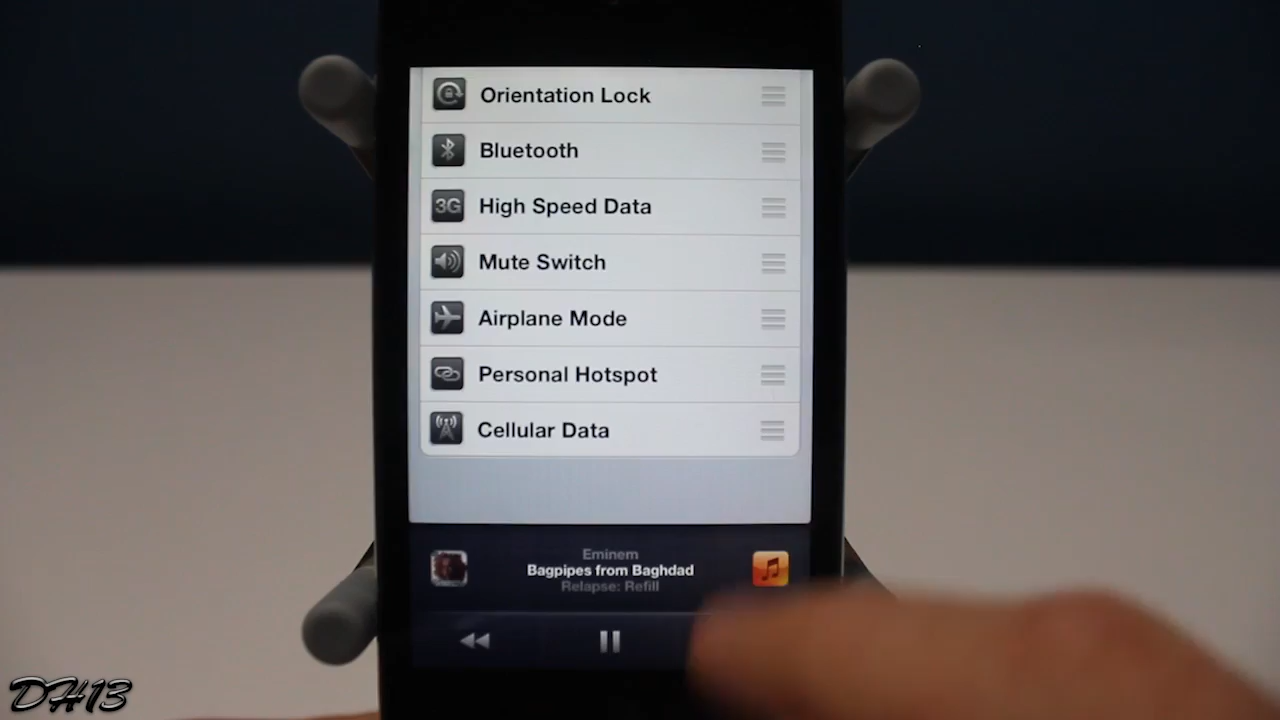 Orientation Lock
Bluetooth
3G High Speed Data
Mute Switch
Airplane Mode
Personal Hotspot
Cellular Data
Eminem
Bagpipes from Baghdad
Relapse: Refill
DH13